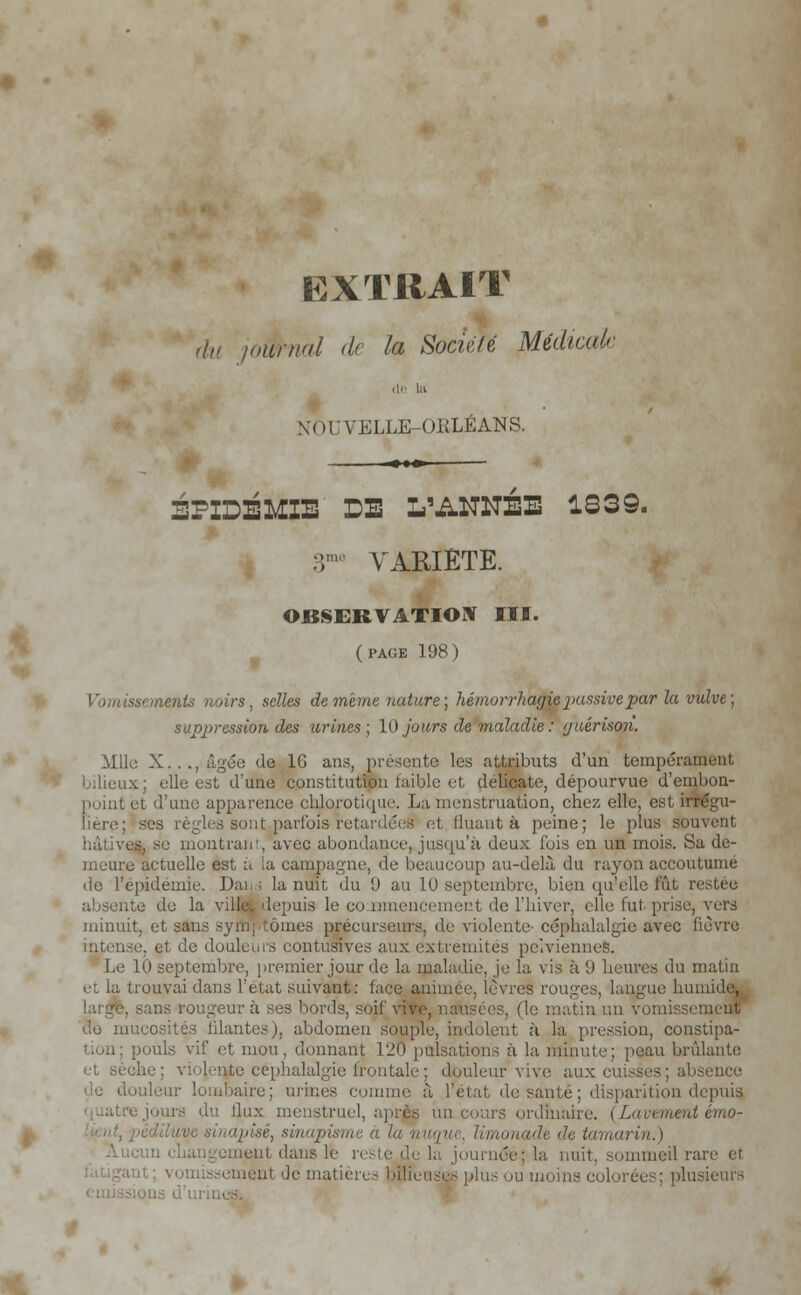 EXTRAIT
du journal de la Société Médicale
de la
NOUVELLE-ORLÉANS.
ÉPIDÉMIE DE L'ANNÉE 1839.
3me VARIÉTÉ.
OBSERVATION III.
(PAGE 198)
Vomissements noirs, selles de même nature; hémorrhagie passive par la vulve;
suppression des urines; 10 jours de maladie: guérison.
Mlle X..., âgée de 16 ans, présente les attributs d'un tempérament
bilieux; elle est d'une constitution faible et délicate, dépourvue d'embon-
point et d'une apparence chlorotique. La menstruation, chez elle, est irrégu-
lière; ses règles sont parfois retardées et fluant à peine; le plus souvent
hâtives, se montrant, avec abondance, jusqu'à deux fois en un mois. Sa de-
meure actuelle est à la campagne, de beaucoup au-delà du rayon accoutumé
de l'épidémie. Dans la nuit du 9 au 10 septembre, bien qu'elle fût restée
absente de la ville, depuis le commencement de l'hiver, elle fut prise, vers
minuit, et sans symptômes précurseurs, de violente céphalalgie avec fièvre
intense, et de douleurs contusives aux extremités pelviennes.
Le 10 septembre, premier jour de la maladie, je la vis à 9 heures du matin
et la trouvai dans l'état suivant: face animée, lèvres rouges, langue humide,
large, sans rougeur à ses bords, soif vive, nausées, (le matin un vomissement
de mucosités filantes), abdomen souple, indolent à la pression, constipa-
tion; pouls vif et mou, donnant 120 pulsations à la minute; peau brûlante
et sèche; violente céphalalgie frontale; douleur vive aux cuisses; absence
de douleur lombaire; urines comme à l'état de santé; disparition depuis
quatre jours du flux menstruel, après un cours ordinaire. (Lavement émo-
lient, pédiluve sinapisé, sinapisme à la nuque, limonade de tamarin.)
Aucun changement dans le reste de la journée; la nuit, sommeil rare et
fatigant; vomissement de matières bilieuses plus ou moins colorées; plusieurs
émissions d'urines.